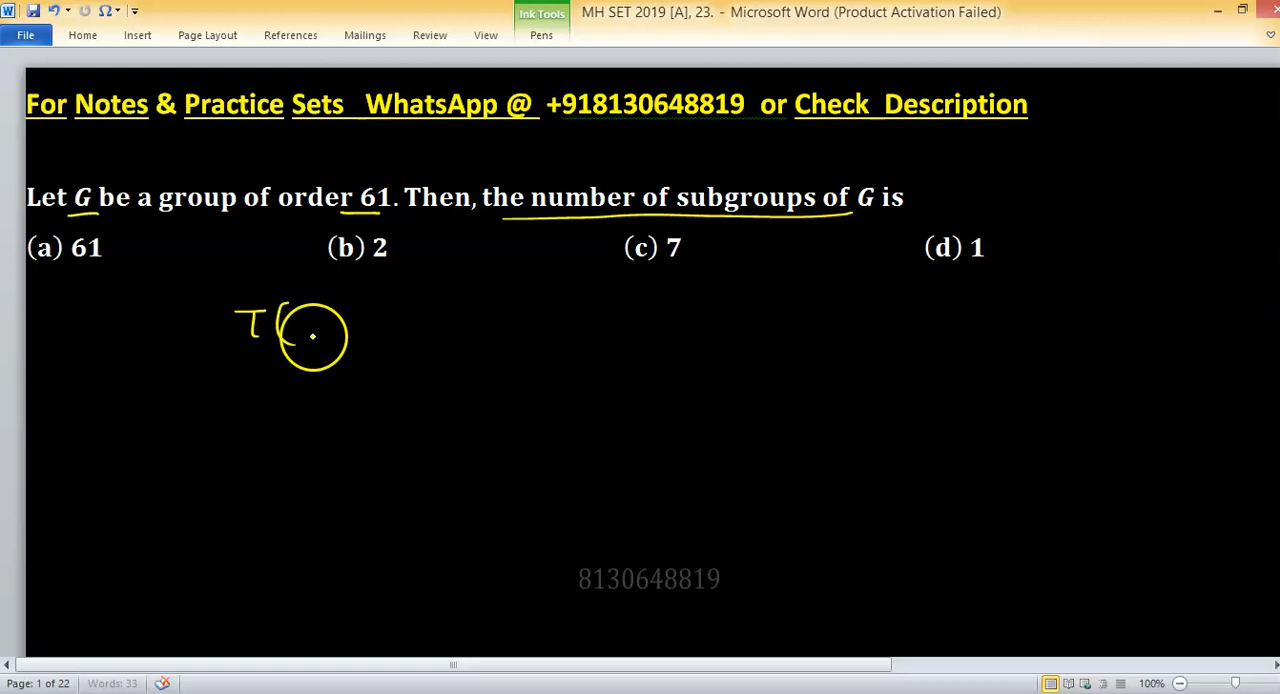 Ink Tools
MH SET 2019 [A], 23. - Microsoft Word (Product Activation Failed)
File Home Insert Page Layout References Mailings Review View Pens
For Notes & Practice Sets WhatsApp @ +918130648819 or Check Description
Let G be a group of order 61. Then, the number of subgroups of G is
(a) 61 (b) 2 (c) 7 (d) 1
T(
8130648819
Page: 1 of 22 Words: 33 100%